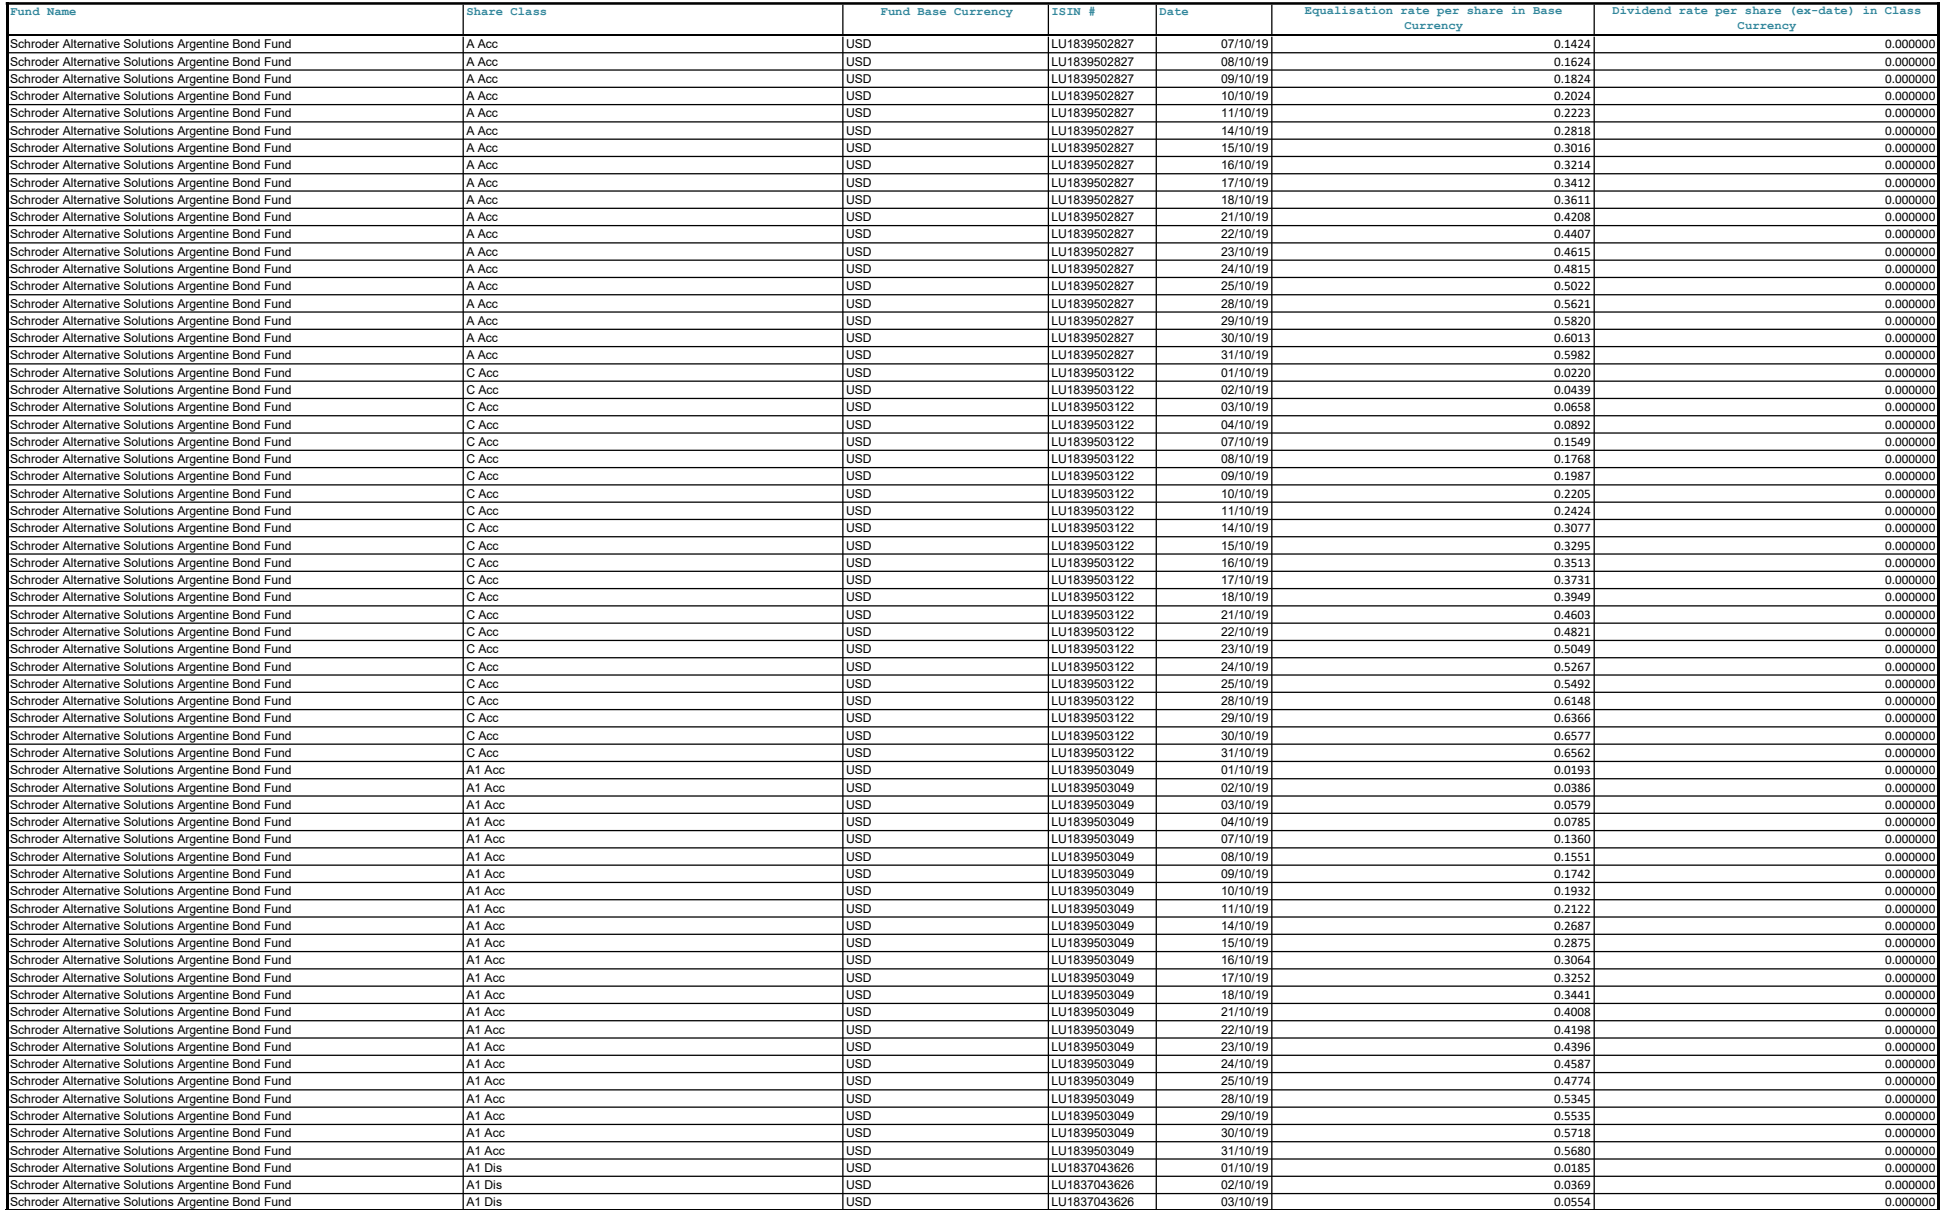 Fund Name Share Class Fund Base Currency ISIN # Date Equalisation rate per share in Base Currency Dividend rate per share (ex-date) in Class Currency
Schroder Alternative Solutions Argentine Bond Fund A Acc USD LU1839502827 07/10/19 0.1424 0.000000
Schroder Alternative Solutions Argentine Bond Fund A Acc USD LU1839502827 08/10/19 0.1624 0.000000
Schroder Alternative Solutions Argentine Bond Fund A Acc USD LU1839502827 09/10/19 0.1824 0.000000
Schroder Alternative Solutions Argentine Bond Fund A Acc USD LU1839502827 10/10/19 0.2024 0.000000
Schroder Alternative Solutions Argentine Bond Fund A Acc USD LU1839502827 11/10/19 0.2223 0.000000
Schroder Alternative Solutions Argentine Bond Fund A Acc USD LU1839502827 14/10/19 0.2818 0.000000
Schroder Alternative Solutions Argentine Bond Fund A Acc USD LU1839502827 15/10/19 0.3016 0.000000
Schroder Alternative Solutions Argentine Bond Fund A Acc USD LU1839502827 16/10/19 0.3214 0.000000
Schroder Alternative Solutions Argentine Bond Fund A Acc USD LU1839502827 17/10/19 0.3412 0.000000
Schroder Alternative Solutions Argentine Bond Fund A Acc USD LU1839502827 18/10/19 0.3611 0.000000
Schroder Alternative Solutions Argentine Bond Fund A Acc USD LU1839502827 21/10/19 0.4208 0.000000
Schroder Alternative Solutions Argentine Bond Fund A Acc USD LU1839502827 22/10/19 0.4407 0.000000
Schroder Alternative Solutions Argentine Bond Fund A Acc USD LU1839502827 23/10/19 0.4615 0.000000
Schroder Alternative Solutions Argentine Bond Fund A Acc USD LU1839502827 24/10/19 0.4815 0.000000
Schroder Alternative Solutions Argentine Bond Fund A Acc USD LU1839502827 25/10/19 0.5022 0.000000
Schroder Alternative Solutions Argentine Bond Fund A Acc USD LU1839502827 28/10/19 0.5621 0.000000
Schroder Alternative Solutions Argentine Bond Fund A Acc USD LU1839502827 29/10/19 0.5820 0.000000
Schroder Alternative Solutions Argentine Bond Fund A Acc USD LU1839502827 30/10/19 0.6013 0.000000
Schroder Alternative Solutions Argentine Bond Fund A Acc USD LU1839502827 31/10/19 0.5982 0.000000
Schroder Alternative Solutions Argentine Bond Fund C Acc USD LU1839503122 01/10/19 0.0220 0.000000
Schroder Alternative Solutions Argentine Bond Fund C Acc USD LU1839503122 02/10/19 0.0439 0.000000
Schroder Alternative Solutions Argentine Bond Fund C Acc USD LU1839503122 03/10/19 0.0658 0.000000
Schroder Alternative Solutions Argentine Bond Fund C Acc USD LU1839503122 04/10/19 0.0892 0.000000
Schroder Alternative Solutions Argentine Bond Fund C Acc USD LU1839503122 07/10/19 0.1549 0.000000
Schroder Alternative Solutions Argentine Bond Fund C Acc USD LU1839503122 08/10/19 0.1768 0.000000
Schroder Alternative Solutions Argentine Bond Fund C Acc USD LU1839503122 09/10/19 0.1987 0.000000
Schroder Alternative Solutions Argentine Bond Fund C Acc USD LU1839503122 10/10/19 0.2205 0.000000
Schroder Alternative Solutions Argentine Bond Fund C Acc USD LU1839503122 11/10/19 0.2424 0.000000
Schroder Alternative Solutions Argentine Bond Fund C Acc USD LU1839503122 14/10/19 0.3077 0.000000
Schroder Alternative Solutions Argentine Bond Fund C Acc USD LU1839503122 15/10/19 0.3295 0.000000
Schroder Alternative Solutions Argentine Bond Fund C Acc USD LU1839503122 16/10/19 0.3513 0.000000
Schroder Alternative Solutions Argentine Bond Fund C Acc USD LU1839503122 17/10/19 0.3731 0.000000
Schroder Alternative Solutions Argentine Bond Fund C Acc USD LU1839503122 18/10/19 0.3949 0.000000
Schroder Alternative Solutions Argentine Bond Fund C Acc USD LU1839503122 21/10/19 0.4603 0.000000
Schroder Alternative Solutions Argentine Bond Fund C Acc USD LU1839503122 22/10/19 0.4821 0.000000
Schroder Alternative Solutions Argentine Bond Fund C Acc USD LU1839503122 23/10/19 0.5049 0.000000
Schroder Alternative Solutions Argentine Bond Fund C Acc USD LU1839503122 24/10/19 0.5267 0.000000
Schroder Alternative Solutions Argentine Bond Fund C Acc USD LU1839503122 25/10/19 0.5492 0.000000
Schroder Alternative Solutions Argentine Bond Fund C Acc USD LU1839503122 28/10/19 0.6148 0.000000
Schroder Alternative Solutions Argentine Bond Fund C Acc USD LU1839503122 29/10/19 0.6366 0.000000
Schroder Alternative Solutions Argentine Bond Fund C Acc USD LU1839503122 30/10/19 0.6577 0.000000
Schroder Alternative Solutions Argentine Bond Fund C Acc USD LU1839503122 31/10/19 0.6562 0.000000
Schroder Alternative Solutions Argentine Bond Fund A1 Acc USD LU1839503049 01/10/19 0.0193 0.000000
Schroder Alternative Solutions Argentine Bond Fund A1 Acc USD LU1839503049 02/10/19 0.0386 0.000000
Schroder Alternative Solutions Argentine Bond Fund A1 Acc USD LU1839503049 03/10/19 0.0579 0.000000
Schroder Alternative Solutions Argentine Bond Fund A1 Acc USD LU1839503049 04/10/19 0.0785 0.000000
Schroder Alternative Solutions Argentine Bond Fund A1 Acc USD LU1839503049 07/10/19 0.1360 0.000000
Schroder Alternative Solutions Argentine Bond Fund A1 Acc USD LU1839503049 08/10/19 0.1551 0.000000
Schroder Alternative Solutions Argentine Bond Fund A1 Acc USD LU1839503049 09/10/19 0.1742 0.000000
Schroder Alternative Solutions Argentine Bond Fund A1 Acc USD LU1839503049 10/10/19 0.1932 0.000000
Schroder Alternative Solutions Argentine Bond Fund A1 Acc USD LU1839503049 11/10/19 0.2122 0.000000
Schroder Alternative Solutions Argentine Bond Fund A1 Acc USD LU1839503049 14/10/19 0.2687 0.000000
Schroder Alternative Solutions Argentine Bond Fund A1 Acc USD LU1839503049 15/10/19 0.2875 0.000000
Schroder Alternative Solutions Argentine Bond Fund A1 Acc USD LU1839503049 16/10/19 0.3064 0.000000
Schroder Alternative Solutions Argentine Bond Fund A1 Acc USD LU1839503049 17/10/19 0.3252 0.000000
Schroder Alternative Solutions Argentine Bond Fund A1 Acc USD LU1839503049 18/10/19 0.3441 0.000000
Schroder Alternative Solutions Argentine Bond Fund A1 Acc USD LU1839503049 21/10/19 0.4008 0.000000
Schroder Alternative Solutions Argentine Bond Fund A1 Acc USD LU1839503049 22/10/19 0.4198 0.000000
Schroder Alternative Solutions Argentine Bond Fund A1 Acc USD LU1839503049 23/10/19 0.4396 0.000000
Schroder Alternative Solutions Argentine Bond Fund A1 Acc USD LU1839503049 24/10/19 0.4587 0.000000
Schroder Alternative Solutions Argentine Bond Fund A1 Acc USD LU1839503049 25/10/19 0.4774 0.000000
Schroder Alternative Solutions Argentine Bond Fund A1 Acc USD LU1839503049 28/10/19 0.5345 0.000000
Schroder Alternative Solutions Argentine Bond Fund A1 Acc USD LU1839503049 29/10/19 0.5535 0.000000
Schroder Alternative Solutions Argentine Bond Fund A1 Acc USD LU1839503049 30/10/19 0.5718 0.000000
Schroder Alternative Solutions Argentine Bond Fund A1 Acc USD LU1839503049 31/10/19 0.5680 0.000000
Schroder Alternative Solutions Argentine Bond Fund A1 Dis USD LU1837043626 01/10/19 0.0185 0.000000
Schroder Alternative Solutions Argentine Bond Fund A1 Dis USD LU1837043626 02/10/19 0.0369 0.000000
Schroder Alternative Solutions Argentine Bond Fund A1 Dis USD LU1837043626 03/10/19 0.0554 0.000000